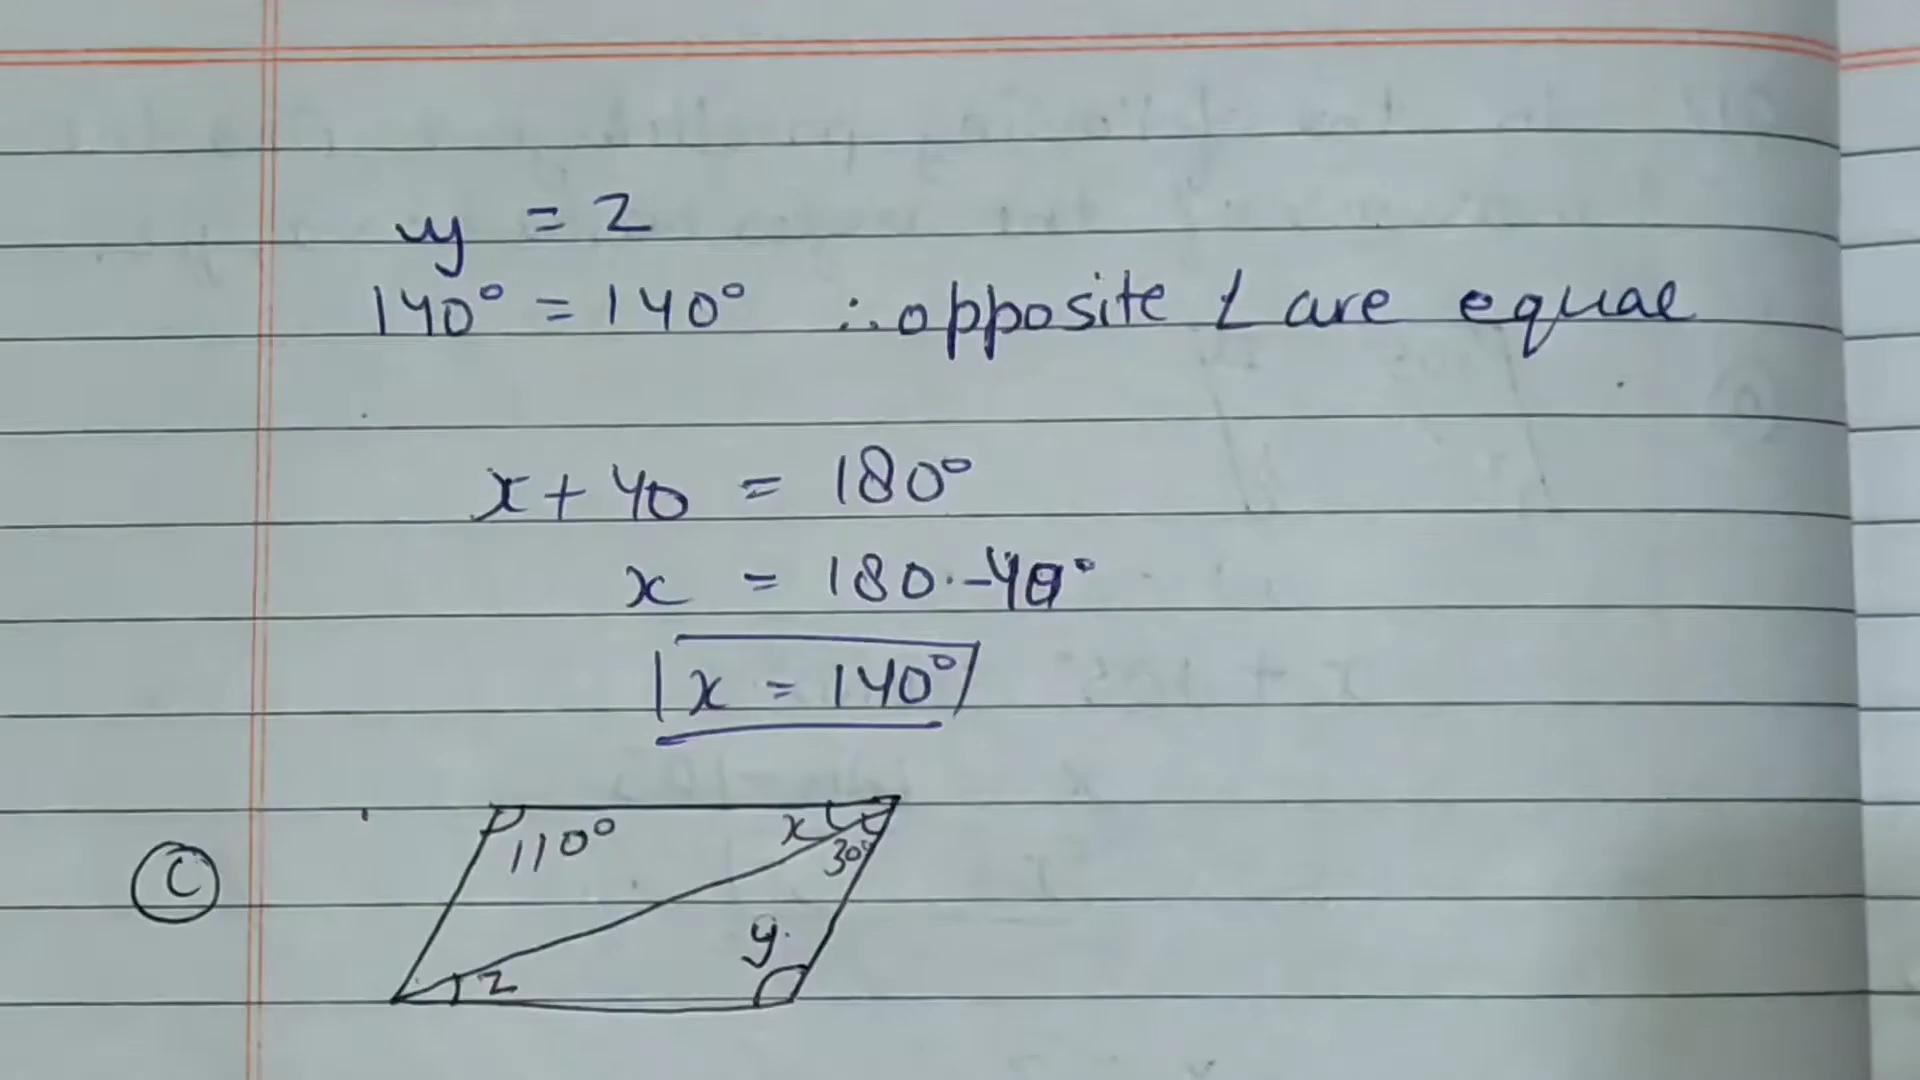 y = z
140° = 140° ∴ opposite ∠ are equal
x + 40 = 180°
x = 180° - 40°
x = 140°
C
110° x 30°
y
z